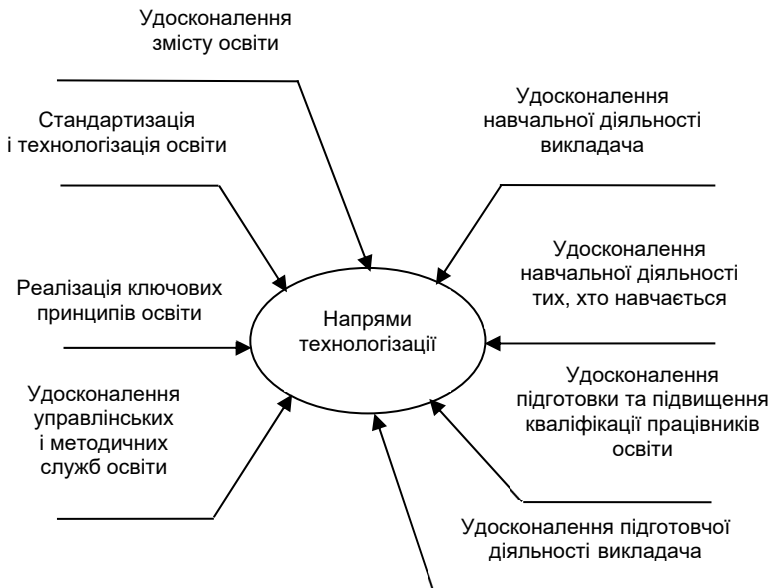 Удосконалення
змісту освіти
Стандартизація
і технологізація освіти
Реалізація ключових
принципів освіти
Удосконалення
управлінських
і методичних
служб освіти
Напрями
технологізації
Удосконалення
навчальної діяльності
викладача
Удосконалення
навчальної діяльності
тих, хто навчається
Удосконалення
підготовки та підвищення
кваліфікації працівників
освіти
Удосконалення підготовчої
діяльності викладача